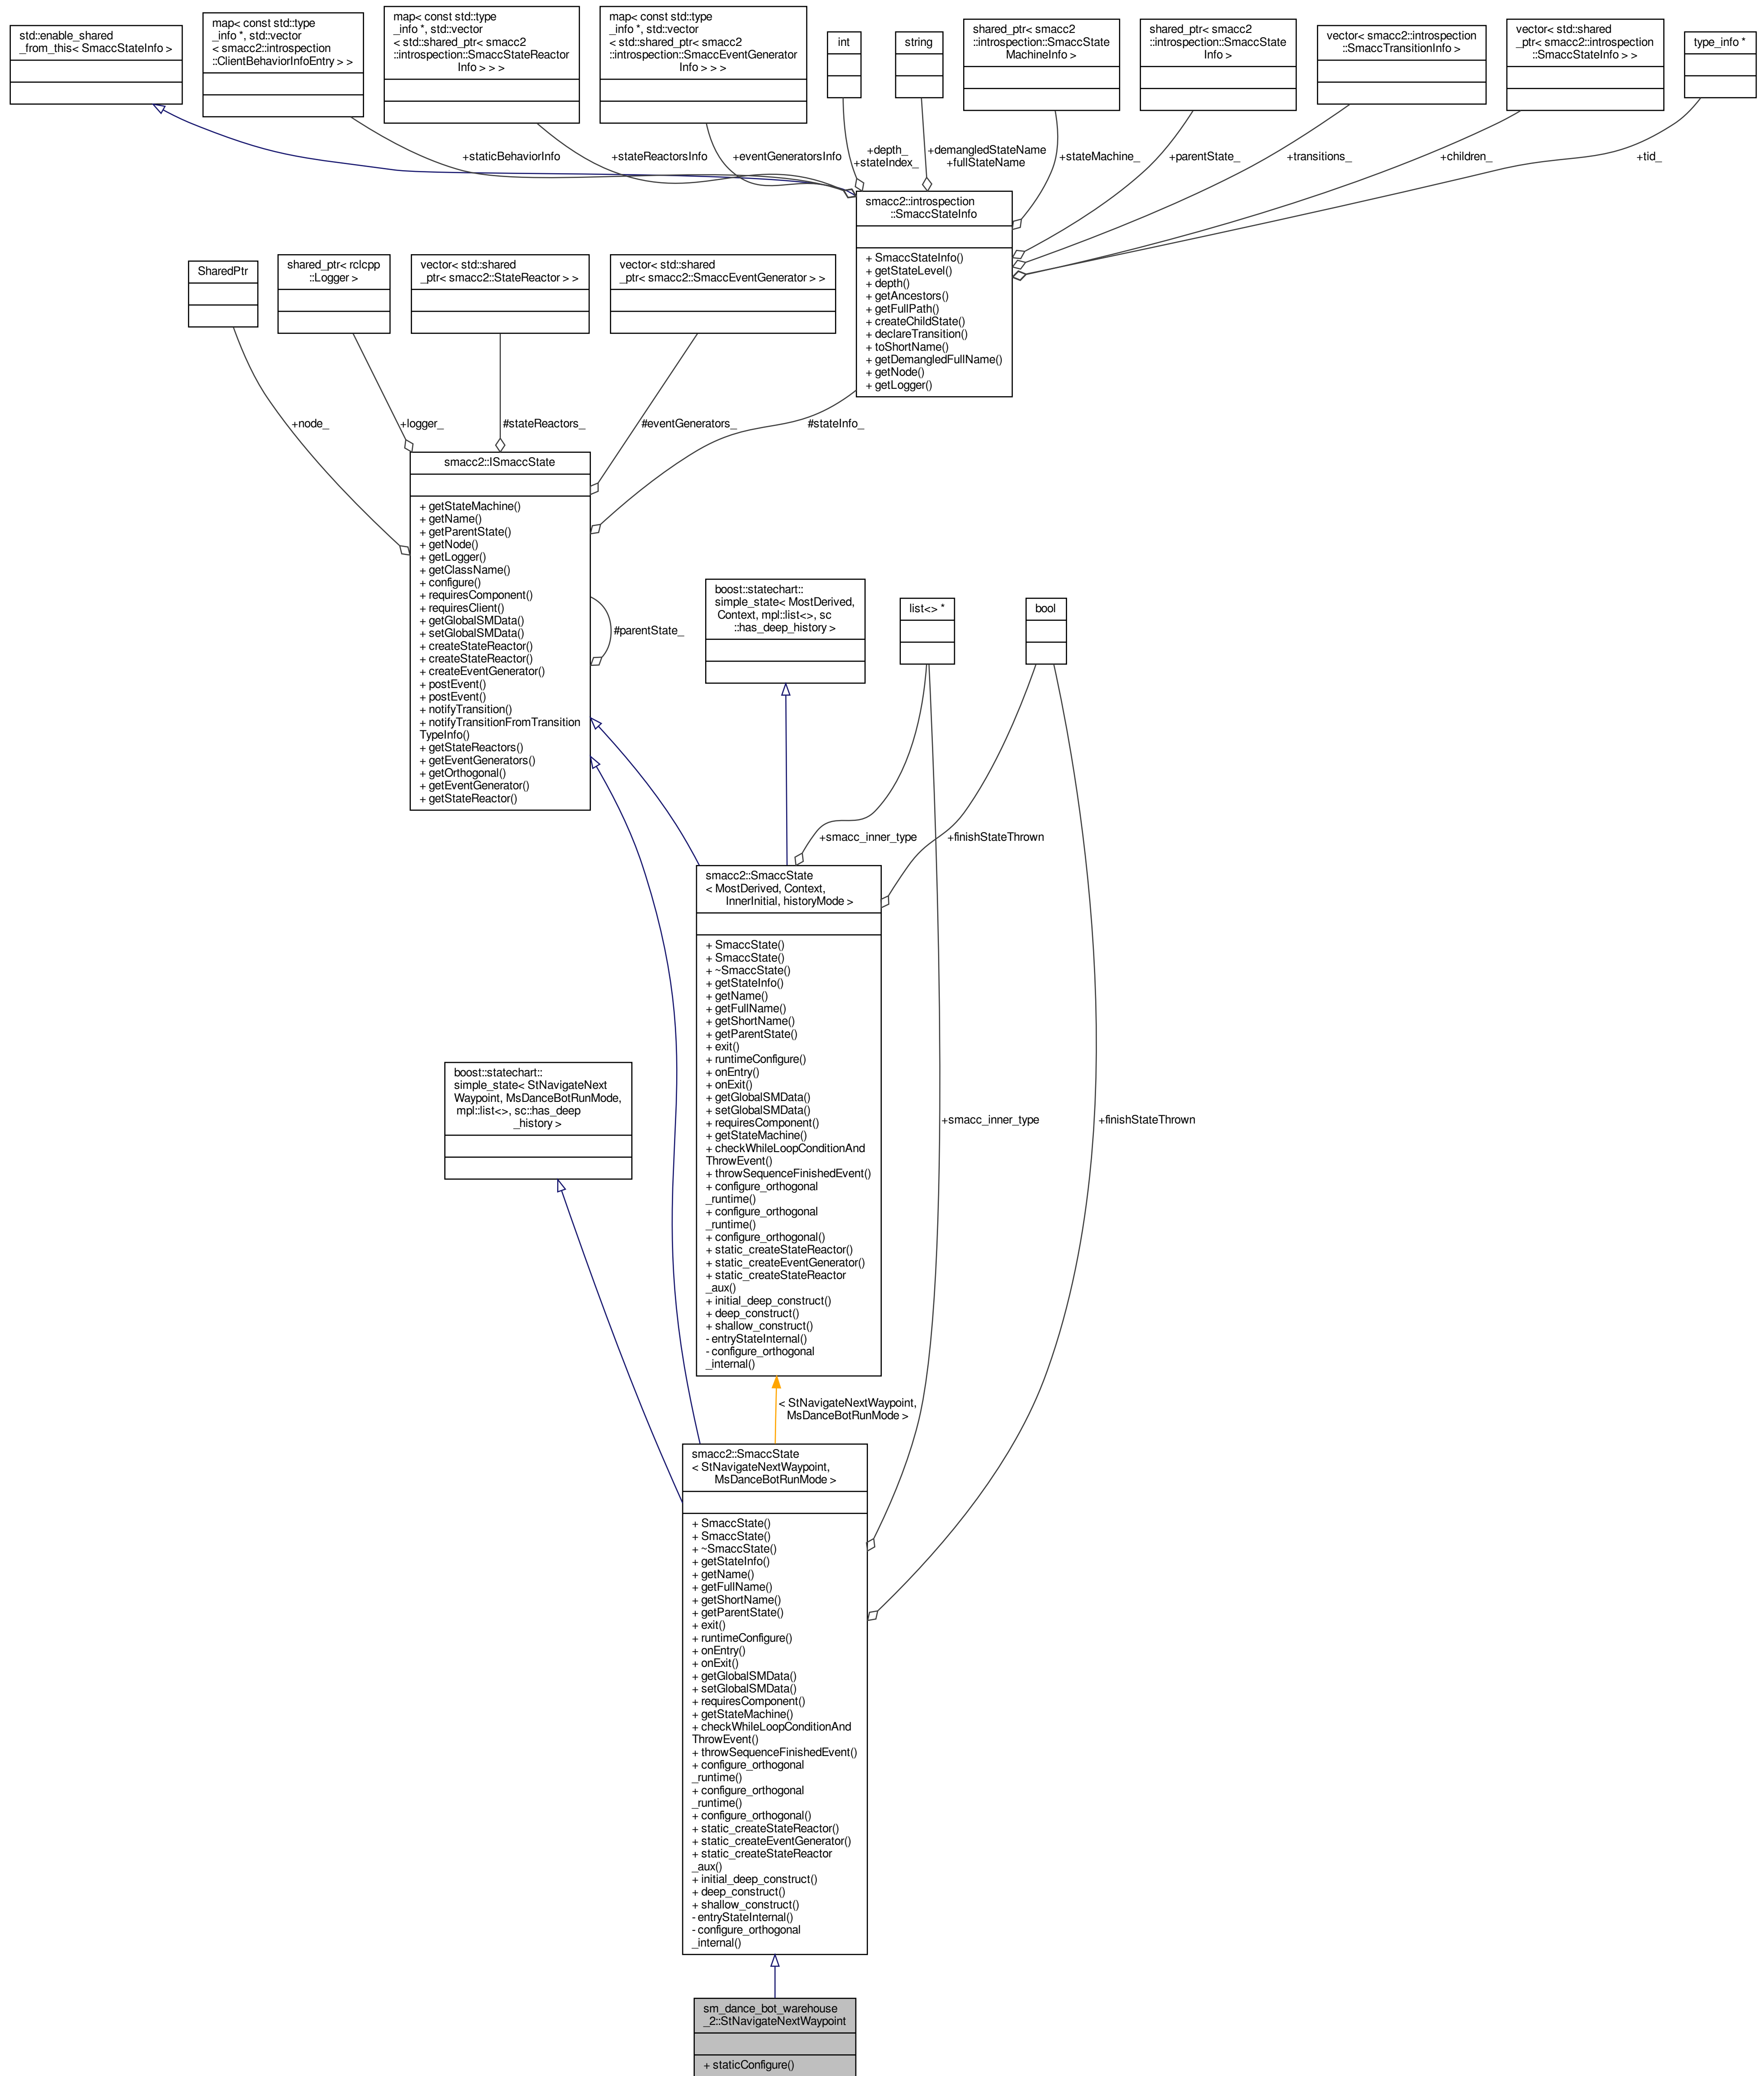 std::enable_shared
_from_this< SmaccStateInfo >
map< const std::type
_info *, std::vector
< smacc2::introspection
::ClientBehaviorInfoEntry > >
map< const std::type
_info *, std::vector
< std::shared_ptr< smacc2
::introspection::SmaccStateReactor
Info > > >
map< const std::type
_info *, std::vector
< std::shared_ptr< smacc2
::introspection::SmaccEventGenerator
Info > > >
int
string
shared_ptr< smacc2
::introspection::SmaccState
MachineInfo >
shared_ptr< smacc2
::introspection::SmaccState
Info >
vector< smacc2::introspection
::SmaccTransitionInfo >
vector< std::shared
_ptr< smacc2::introspection
::SmaccStateInfo > >
type_info *
+staticBehaviorInfo
+stateReactorsInfo
+eventGeneratorsInfo
+depth_
+stateIndex_
+demangledStateName
+fullStateName
+stateMachine_
+parentState_
+transitions_
+children_
+tid_
smacc2::introspection
::SmaccStateInfo
+ SmaccStateInfo()
+ getStateLevel()
+ depth()
+ getAncestors()
+ getFullPath()
+ createChildState()
+ declareTransition()
+ toShortName()
+ getDemangledFullName()
+ getNode()
+ getLogger()
SharedPtr
shared_ptr< rclcpp
::Logger >
vector< std::shared
_ptr< smacc2::StateReactor > >
vector< std::shared
_ptr< smacc2::SmaccEventGenerator > >
+node_
+logger_
#stateReactors_
#eventGenerators_
#stateInfo_
smacc2::ISmaccState
+ getStateMachine()
+ getName()
+ getParentState()
+ getNode()
+ getLogger()
+ getClassName()
+ configure()
+ requiresComponent()
+ requiresClient()
+ getGlobalSMData()
+ setGlobalSMData()
+ createStateReactor()
+ createStateReactor()
+ createEventGenerator()
+ postEvent()
+ postEvent()
+ notifyTransition()
+ notifyTransitionFromTransition
TypeInfo()
+ getStateReactors()
+ getEventGenerators()
+ getOrthogonal()
+ getEventGenerator()
+ getStateReactor()
#parentState_
boost::statechart::
simple_state< MostDerived,
Context, mpl::list<>, sc
::has_deep_history >
list<> *
bool
+smacc_inner_type
+finishStateThrown
smacc2::SmaccState
< MostDerived, Context,
InnerInitial, historyMode >
+ SmaccState()
+ SmaccState()
+ ~SmaccState()
+ getStateInfo()
+ getName()
+ getFullName()
+ getShortName()
+ getParentState()
+ exit()
+ runtimeConfigure()
+ onEntry()
+ onExit()
+ getGlobalSMData()
+ setGlobalSMData()
+ requiresComponent()
+ getStateMachine()
+ checkWhileLoopConditionAnd
ThrowEvent()
+ throwSequenceFinishedEvent()
+ configure_orthogonal
_runtime()
+ configure_orthogonal
_runtime()
+ configure_orthogonal()
+ static_createStateReactor()
+ static_createEventGenerator()
+ static_createStateReactor
_aux()
+ initial_deep_construct()
+ deep_construct()
+ shallow_construct()
- entryStateInternal()
- configure_orthogonal
_internal()
boost::statechart::
simple_state< StNavigateNext
Waypoint, MsDanceBotRunMode,
mpl::list<>, sc::has_deep
_history >
+smacc_inner_type
+finishStateThrown
< StNavigateNextWaypoint,
MsDanceBotRunMode >
smacc2::SmaccState
< StNavigateNextWaypoint,
MsDanceBotRunMode >
+ SmaccState()
+ SmaccState()
+ ~SmaccState()
+ getStateInfo()
+ getName()
+ getFullName()
+ getShortName()
+ getParentState()
+ exit()
+ runtimeConfigure()
+ onEntry()
+ onExit()
+ getGlobalSMData()
+ setGlobalSMData()
+ requiresComponent()
+ getStateMachine()
+ checkWhileLoopConditionAnd
ThrowEvent()
+ throwSequenceFinishedEvent()
+ configure_orthogonal
_runtime()
+ configure_orthogonal
_runtime()
+ configure_orthogonal()
+ static_createStateReactor()
+ static_createEventGenerator()
+ static_createStateReactor
_aux()
+ initial_deep_construct()
+ deep_construct()
+ shallow_construct()
- entryStateInternal()
- configure_orthogonal
_internal()
sm_dance_bot_warehouse
_2::StNavigateNextWaypoint
+ staticConfigure()